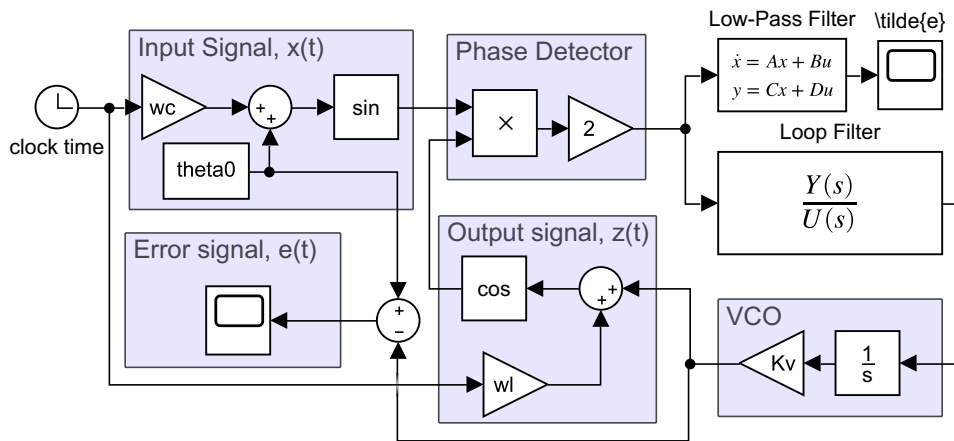 Low-Pass Filter
\tilde{e}
Input Signal, x(t)
Phase Detector
ẋ = Ax + Bu
y = Cx + Du
wc
+
+
sin
×
2
clock time
theta0
Loop Filter
Y(s)
U(s)
Error signal, e(t)
Output signal, z(t)
cos
+
+
+
−
VCO
Kv
1
s
wl